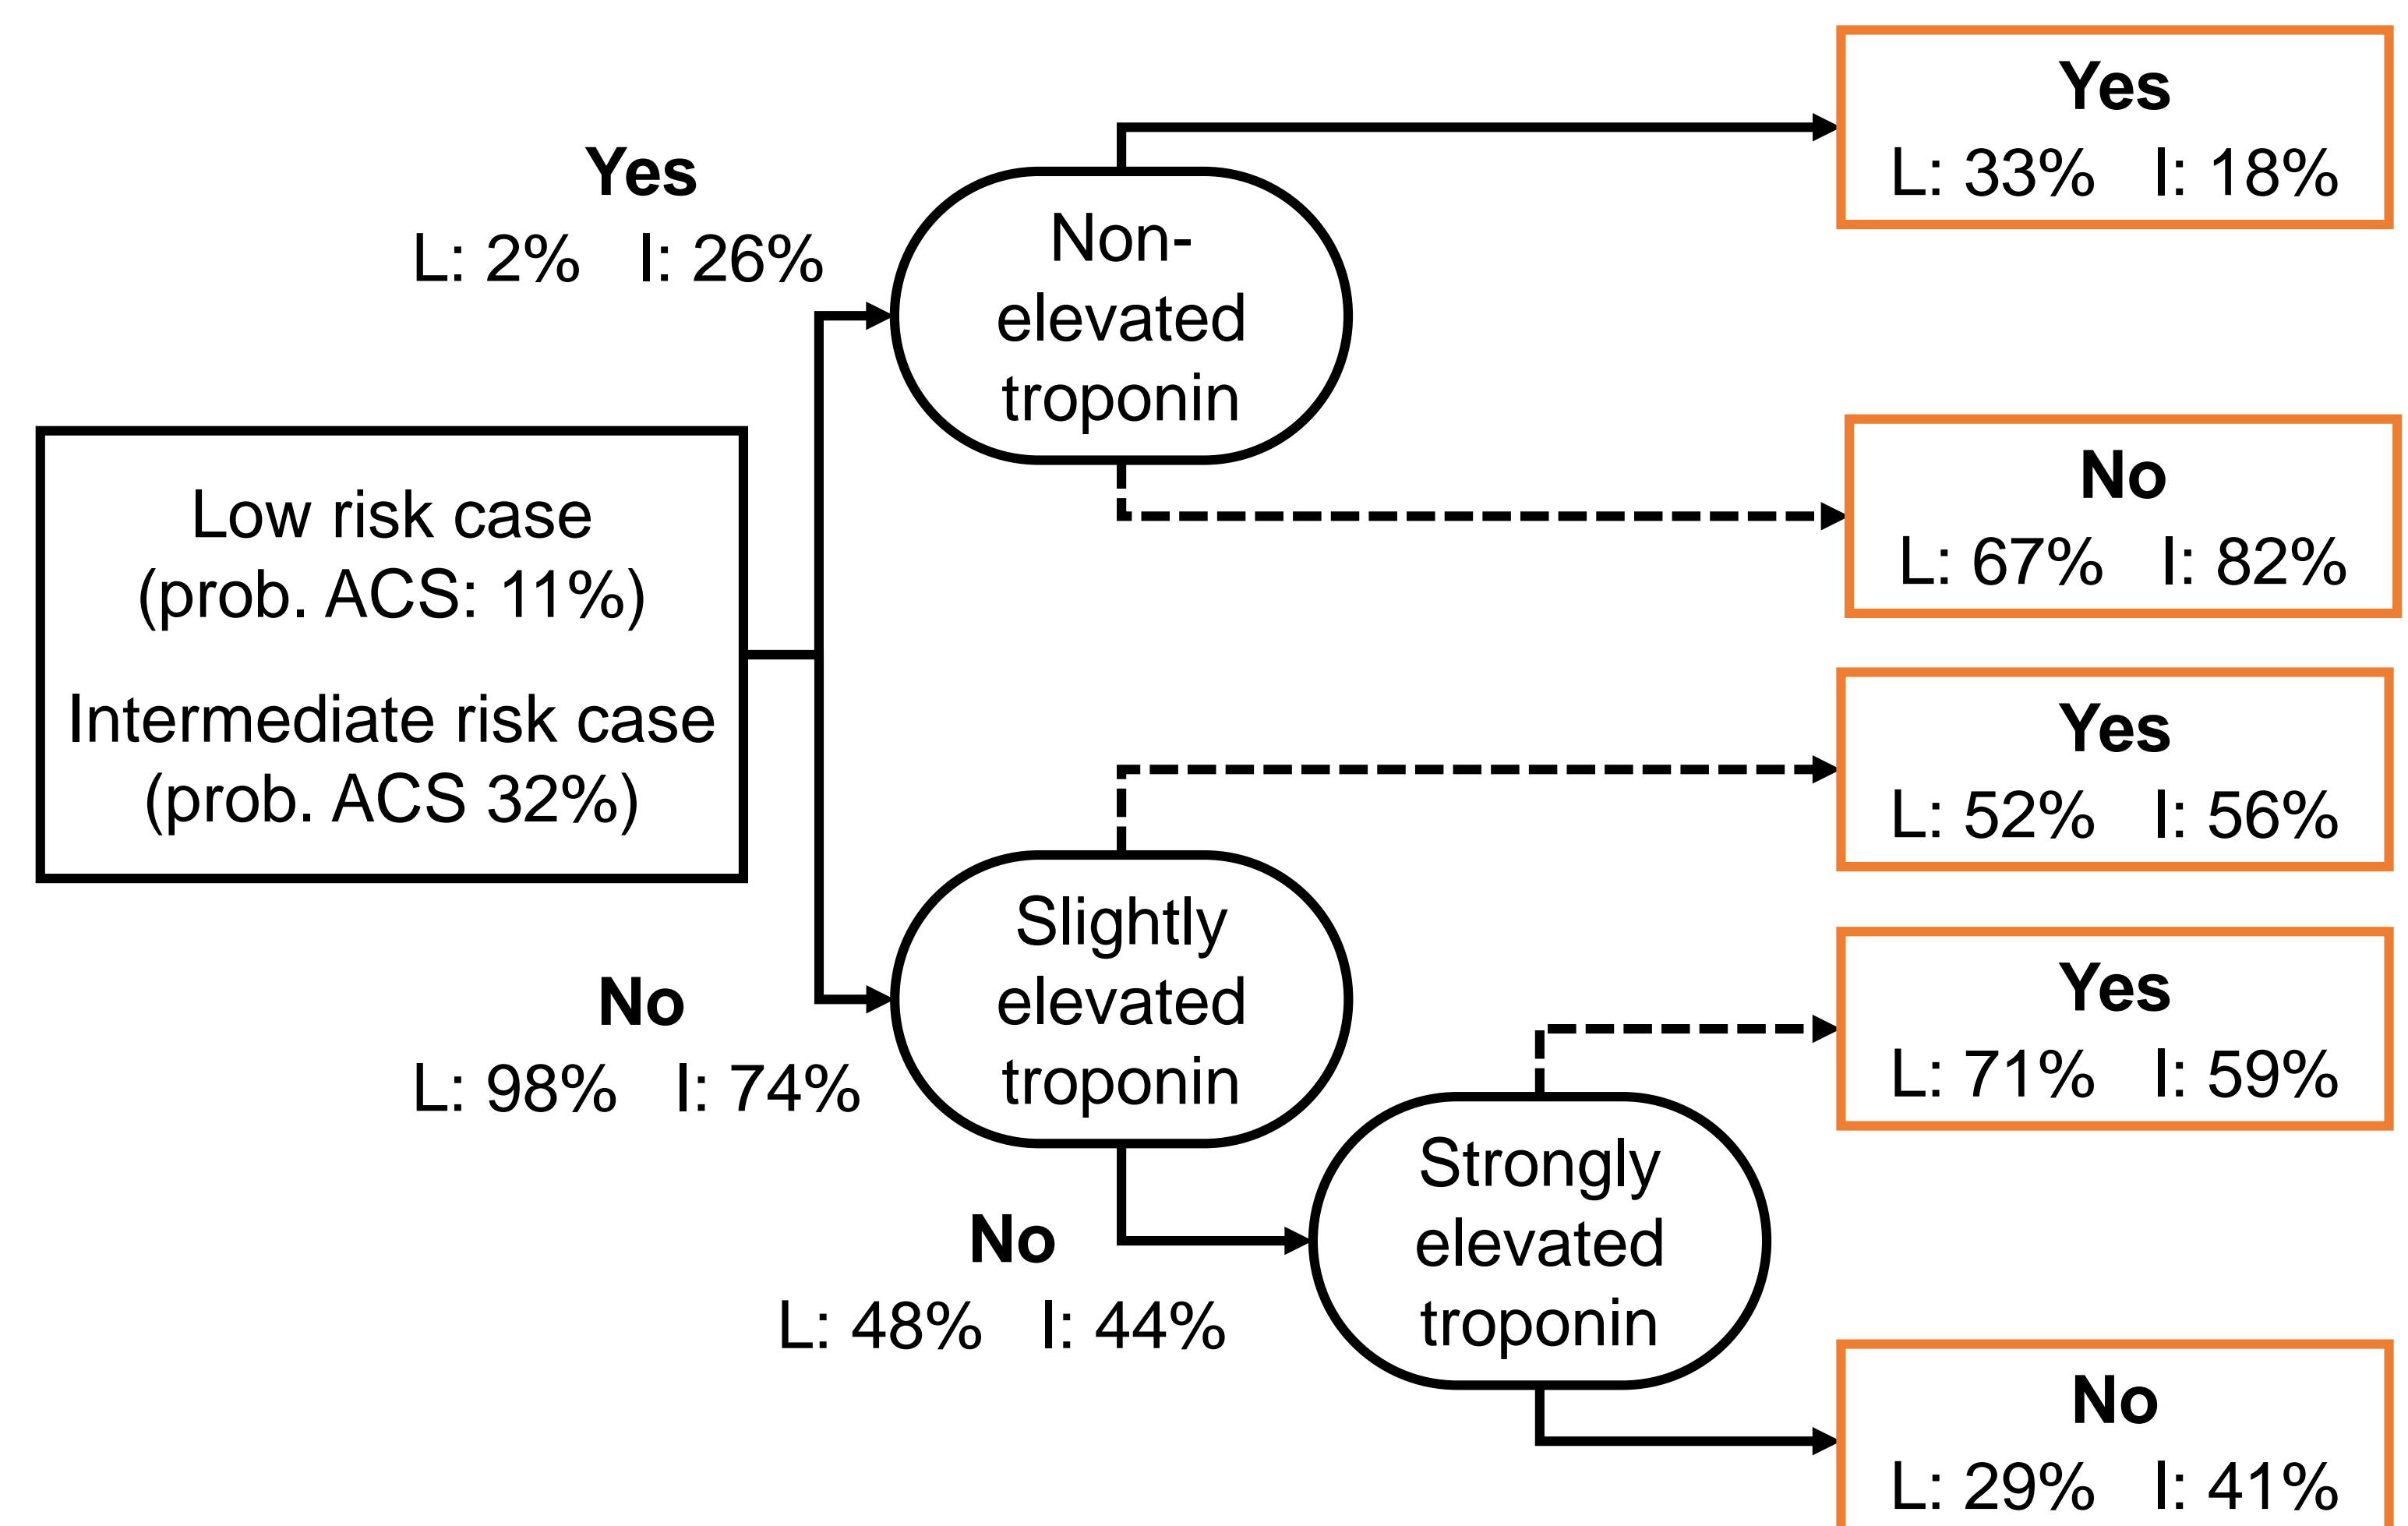 Yes
L: 33% I: 18%
Yes
L: 2% I: 26%
Non-
elevated
troponin
No
L: 67% I: 82%
Low risk case
(prob. ACS: 11%)
Intermediate risk case
(prob. ACS 32%)
Yes
L: 52% I: 56%
Slightly
elevated
troponin
No
L: 98% I: 74%
Yes
L: 71% I: 59%
Strongly
elevated
troponin
No
L: 48% I: 44%
No
L: 29% I: 41%